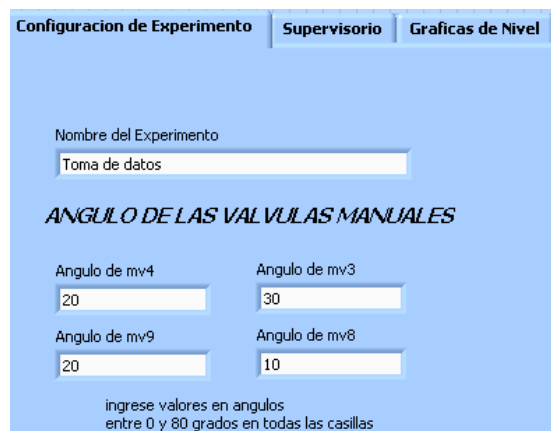 Configuracion de Experimento Supervisorio Graficas de Nivel
Nombre del Experimento
Toma de datos
ANGULO DE LAS VALVULAS MANUALES
Angulo de mv4 Angulo de mv3
20 30
Angulo de mv9 Angulo de mv8
20 10
ingrese valores en angulos
entre 0 y 80 grados en todas las casillas